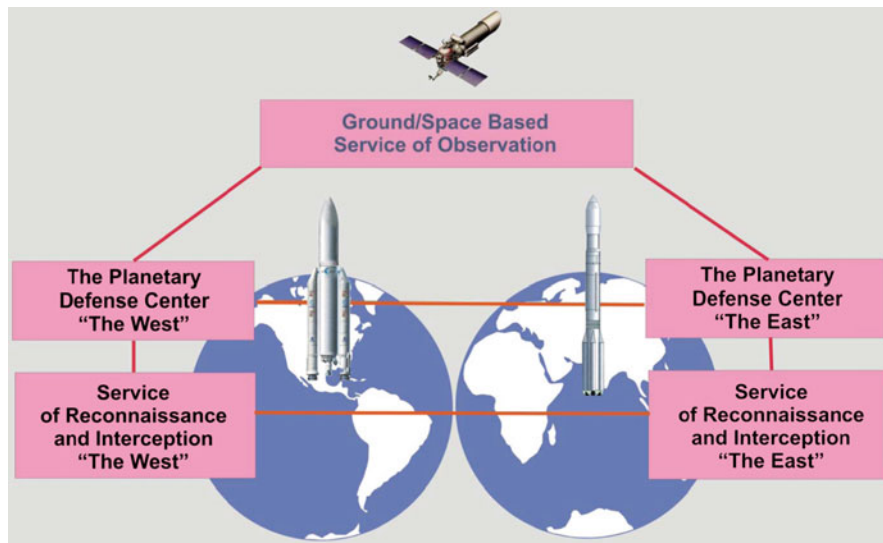 Ground/Space Based
Service of Observation
The Planetary
Defense Center
“The West”
The Planetary
Defense Center
“The East”
Service
of Reconnaissance
and Interception
“The West”
Service
of Reconnaissance
and Interception
“The East”